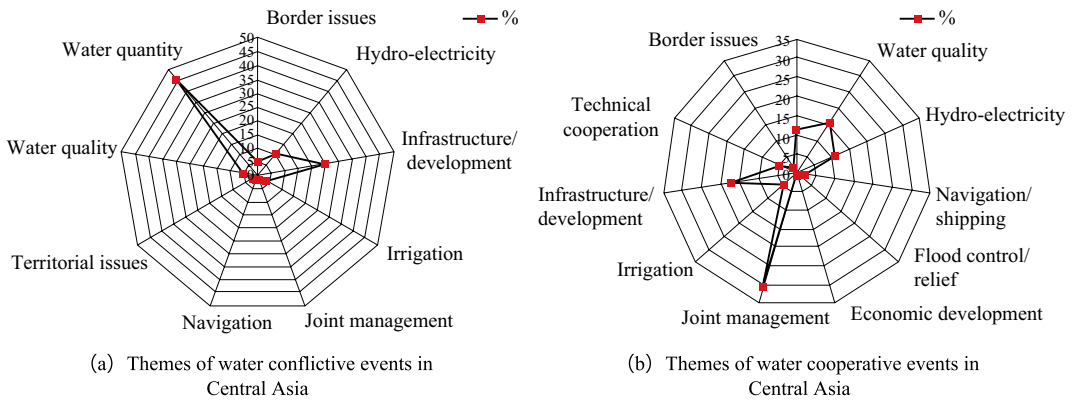 Border issues
%
Water quantity
Hydro-electricity
50
45
40
35
30
25
20
15
10
5
0
Infrastructure/
development
Water quality
Irrigation
Territorial issues
Navigation
Joint management
(a) Themes of water conflictive events in
Central Asia
%
Border issues
Water quality
35
30
25
20
15
10
5
0
Technical
cooperation
Hydro-electricity
Infrastructure/
development
Navigation/
shipping
Irrigation
Flood control/
relief
Joint management
Economic development
(b) Themes of water cooperative events in
Central Asia